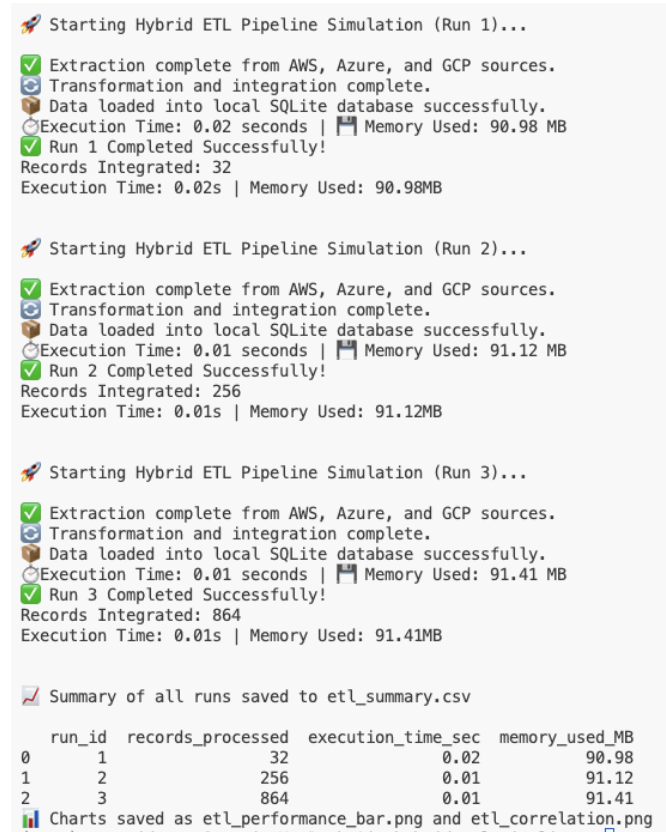 🚀 Starting Hybrid ETL Pipeline Simulation (Run 1)...
✅ Extraction complete from AWS, Azure, and GCP sources.
🔄 Transformation and integration complete.
📦 Data loaded into local SQLite database successfully.
⏱Execution Time: 0.02 seconds | 💾 Memory Used: 90.98 MB
✅ Run 1 Completed Successfully!
Records Integrated: 32
Execution Time: 0.02s | Memory Used: 90.98MB
🚀 Starting Hybrid ETL Pipeline Simulation (Run 2)...
✅ Extraction complete from AWS, Azure, and GCP sources.
🔄 Transformation and integration complete.
📦 Data loaded into local SQLite database successfully.
⏱Execution Time: 0.01 seconds | 💾 Memory Used: 91.12 MB
✅ Run 2 Completed Successfully!
Records Integrated: 256
Execution Time: 0.01s | Memory Used: 91.12MB
🚀 Starting Hybrid ETL Pipeline Simulation (Run 3)...
✅ Extraction complete from AWS, Azure, and GCP sources.
🔄 Transformation and integration complete.
📦 Data loaded into local SQLite database successfully.
⏱Execution Time: 0.01 seconds | 💾 Memory Used: 91.41 MB
✅ Run 3 Completed Successfully!
Records Integrated: 864
Execution Time: 0.01s | Memory Used: 91.41MB
📈 Summary of all runs saved to etl_summary.csv
run_id records_processed execution_time_sec memory_used_MB
0 1 32 0.02 90.98
1 2 256 0.01 91.12
2 3 864 0.01 91.41
📊 Charts saved as etl_performance_bar.png and etl_correlation.png